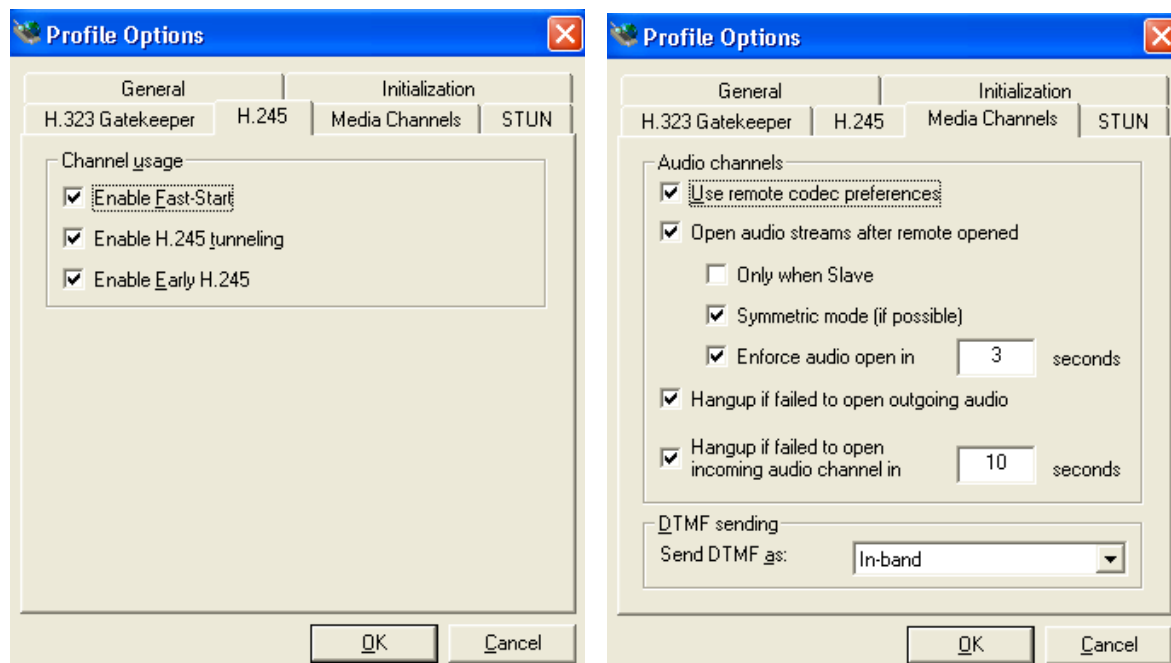 Profile Options
General
Initialization
H.323 Gatekeeper
H.245
Media Channels
STUN
Channel usage
Enable Fast-Start
Enable H.245 tunneling
Enable Early H.245
OK
Cancel
Profile Options
General
Initialization
H.323 Gatekeeper
H.245
Media Channels
STUN
Audio channels
Use remote codec preferences
Open audio streams after remote opened
Only when Slave
Symmetric mode (if possible)
Enforce audio open in 3 seconds
Hangup if failed to open outgoing audio
Hangup if failed to open
incoming audio channel in 10 seconds
DTMF sending
Send DTMF as: In-band
OK
Cancel